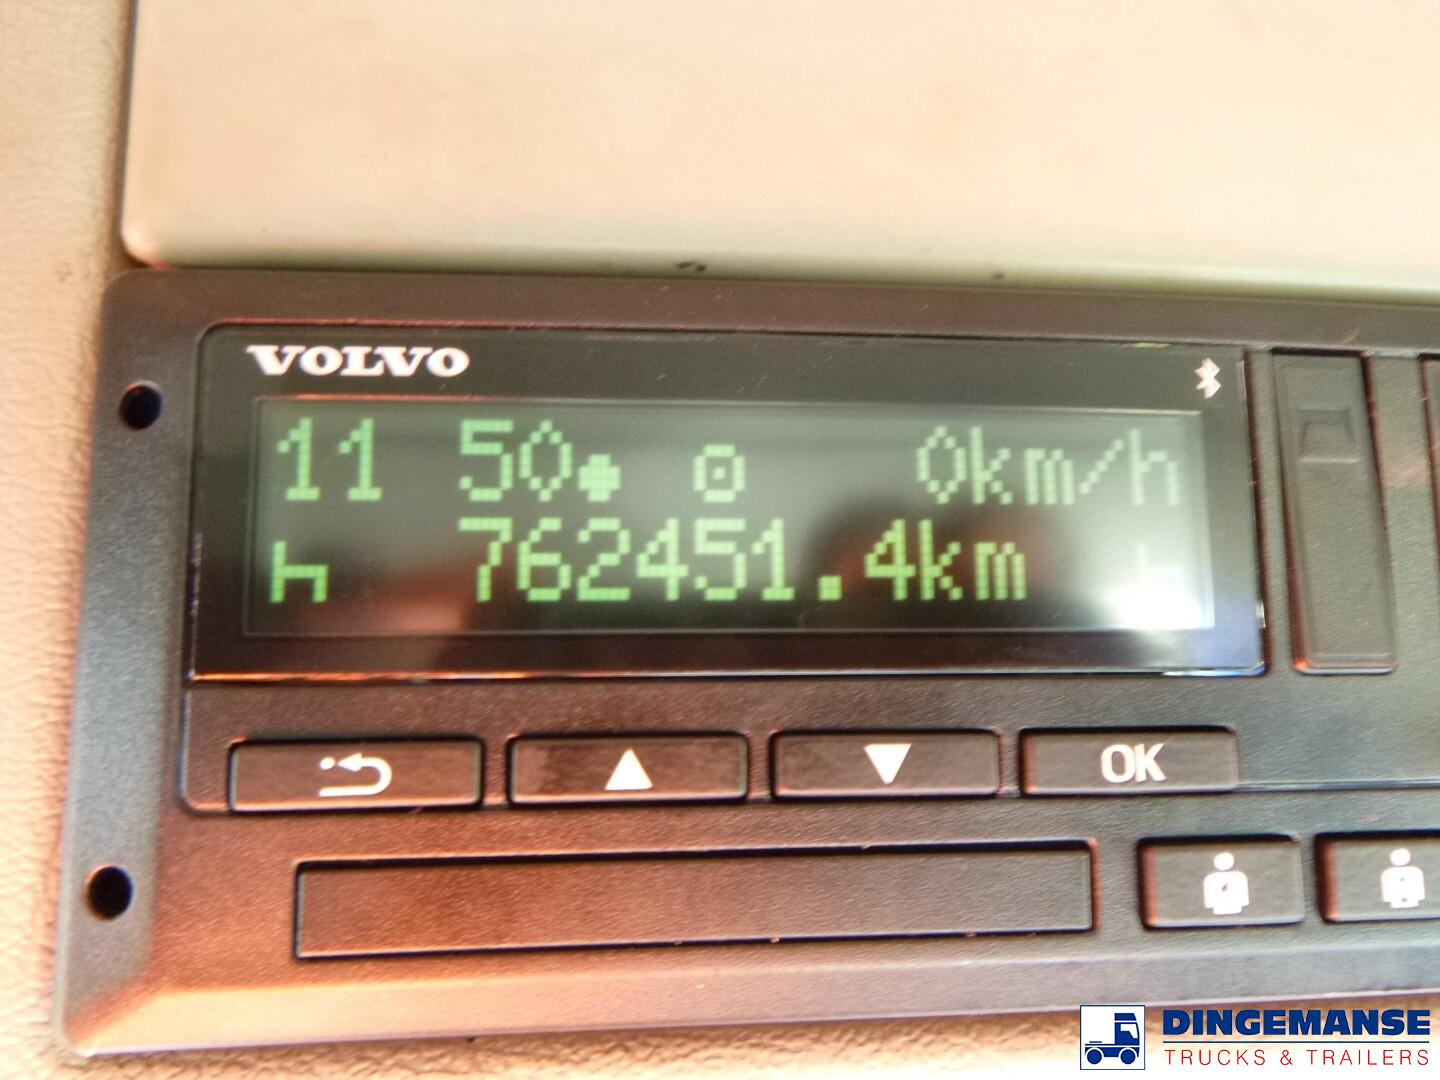 VOLVO
11 50 0km/h
762451.4km
OK
DINGEMANSE
TRUCKS & TRAILERS